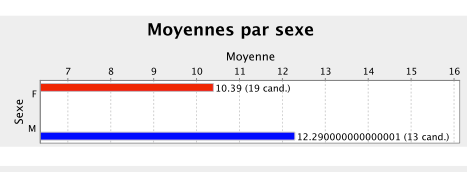 Moyennes par sexe
Moyenne
7 8 9 10 11 12 13 14 15 16
Sexe
F
10.39 (19 cand.)
M
12.290000000000001 (13 cand.)